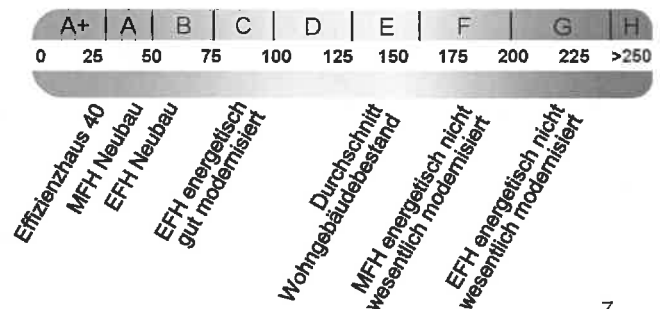 A+ A B C D E F G H
0 25 50 75 100 125 150 175 200 225 >250
Effizienzhaus 40
MFH Neubau
EFH Neubau
EFH energetisch
gut modernisiert
Durchschnitt
Wohngebäudebestand
MFH energetisch nicht
wesentlich modernisiert
EFH energetisch nicht
wesentlich modernisiert
7